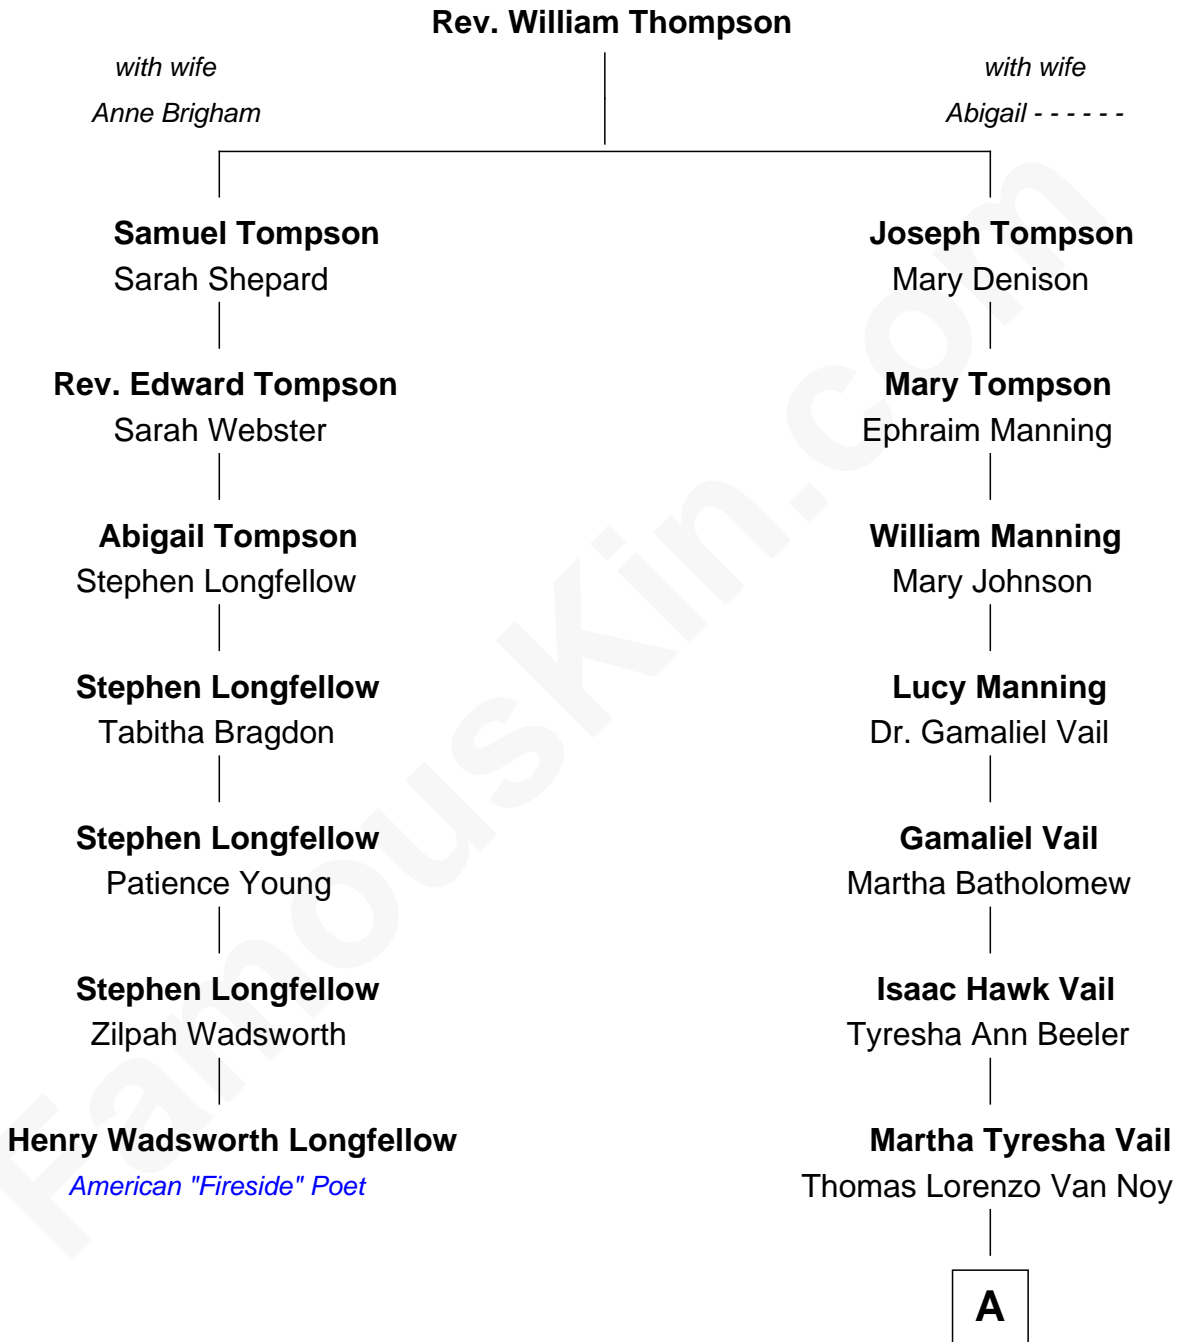 Rev. William Thompson
with wife
Anne Brigham
with wife
Abigail - - - - - -
Samuel Tompson
Sarah Shepard
Joseph Tompson
Mary Denison
Rev. Edward Tompson
Sarah Webster
Mary Tompson
Ephraim Manning
Abigail Tompson
Stephen Longfellow
William Manning
Mary Johnson
Stephen Longfellow
Tabitha Bragdon
Lucy Manning
Dr. Gamaliel Vail
Stephen Longfellow
Patience Young
Gamaliel Vail
Martha Batholomew
Stephen Longfellow
Zilpah Wadsworth
Isaac Hawk Vail
Tyresha Ann Beeler
Henry Wadsworth Longfellow
American "Fireside" Poet
Martha Tyresha Vail
Thomas Lorenzo Van Noy
A
FamousKin.com